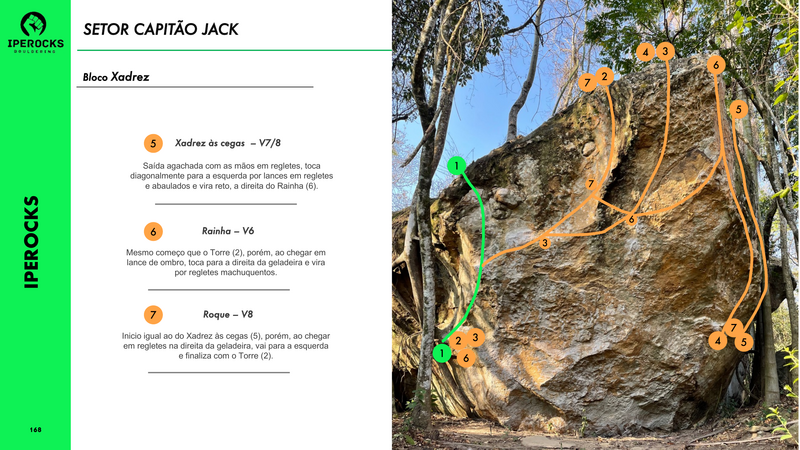 IPEROCKS
BOULDERING
SETOR CAPITÃO JACK
Bloco Xadrez
5 Xadrez às cegas – V7/8
Saída agachada com as mãos em regletes, toca
diagonalmente para a esquerda por lances em regletes
e abaulados e vira reto, a direita do Rainha (6).
6 Rainha – V6
Mesmo começo que o Torre (2), porém, ao chegar em
lance de ombro, toca para a direita da geladeira e vira
por regletes machuquentos.
7 Roque – V8
Inicio igual ao do Xadrez às cegas (5), porém, ao chegar
em regletes na direita da geladeira, vai para a esquerda
e finaliza com o Torre (2).
IPEROCKS
168
4 3
6
7 2
5
1
7
6
3
2 3
1
6
7
4 5